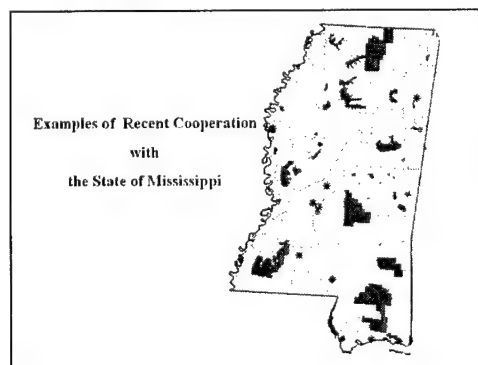 Examples of Recent Cooperation
with
the State of Mississippi